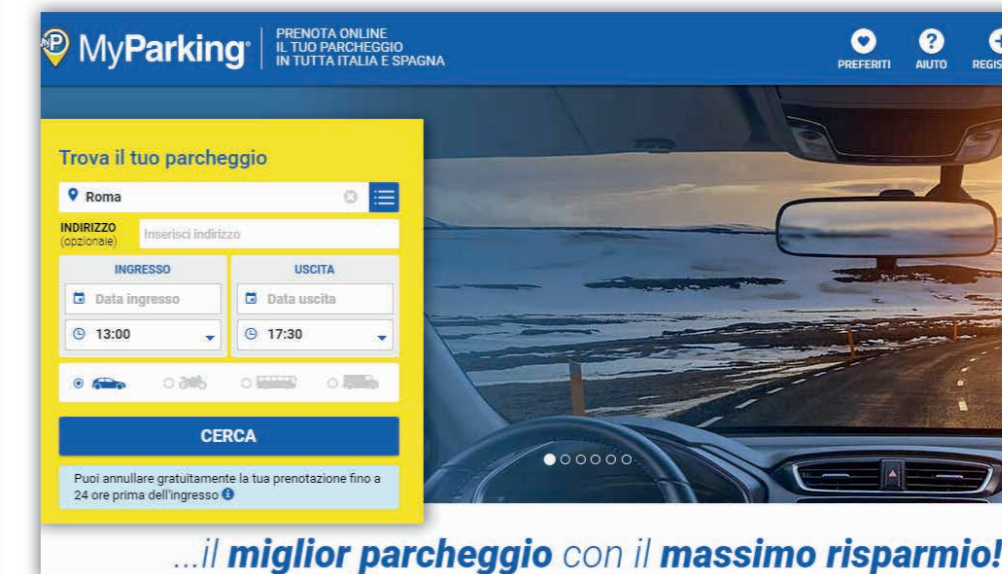 MyParking
PRENOTA ONLINE
IL TUO PARCHEGGIO
IN TUTTA ITALIA E SPAGNA
PREFERITI
AIUTO
Trova il tuo parcheggio
Roma
INDIRIZZO
(opzionale)
Inserisci indirizzo
INGRESSO
USCITA
Data ingresso
Data uscita
13:00
17:30
CERCA
Puoi annullare gratuitamente la tua prenotazione fino a
24 ore prima dell'ingresso
...il miglior parcheggio con il massimo risparmio!